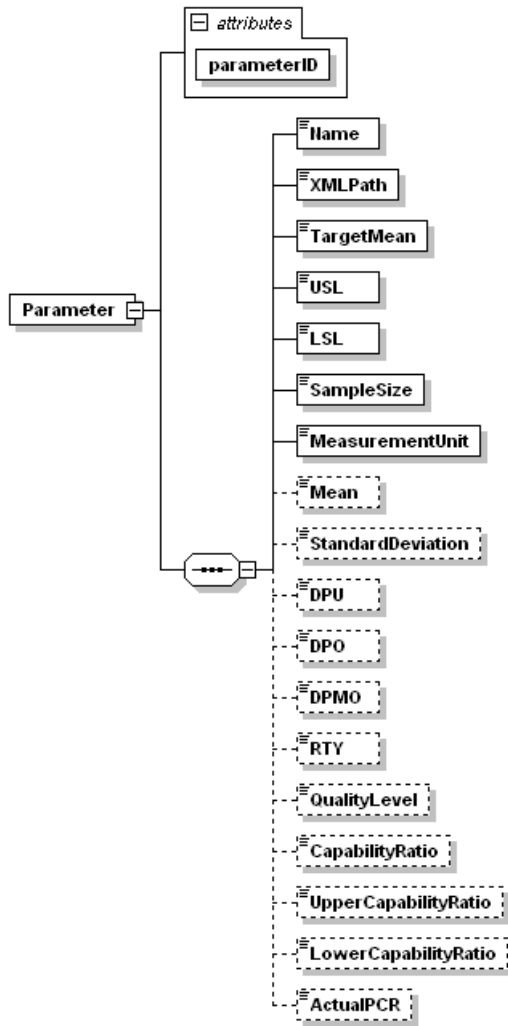 attributes
parameterID
Name
XMLPath
TargetMean
USL
Parameter
LSL
SampleSize
MeasurementUnit
Mean
StandardDeviation
DPU
DPO
DPMO
RTY
QualityLevel
CapabilityRatio
UpperCapabilityRatio
LowerCapabilityRatio
ActualPCR